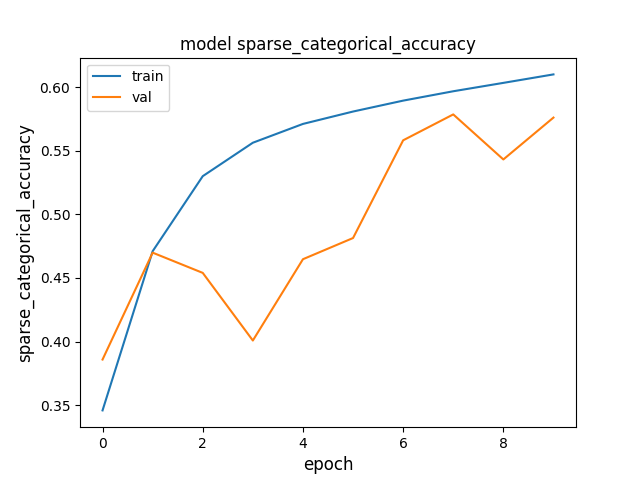 model sparse_categorical_accuracy
train
val
sparse_categorical_accuracy
0.60
0.55
0.50
0.45
0.40
0.35
0 2 4 6 8
epoch